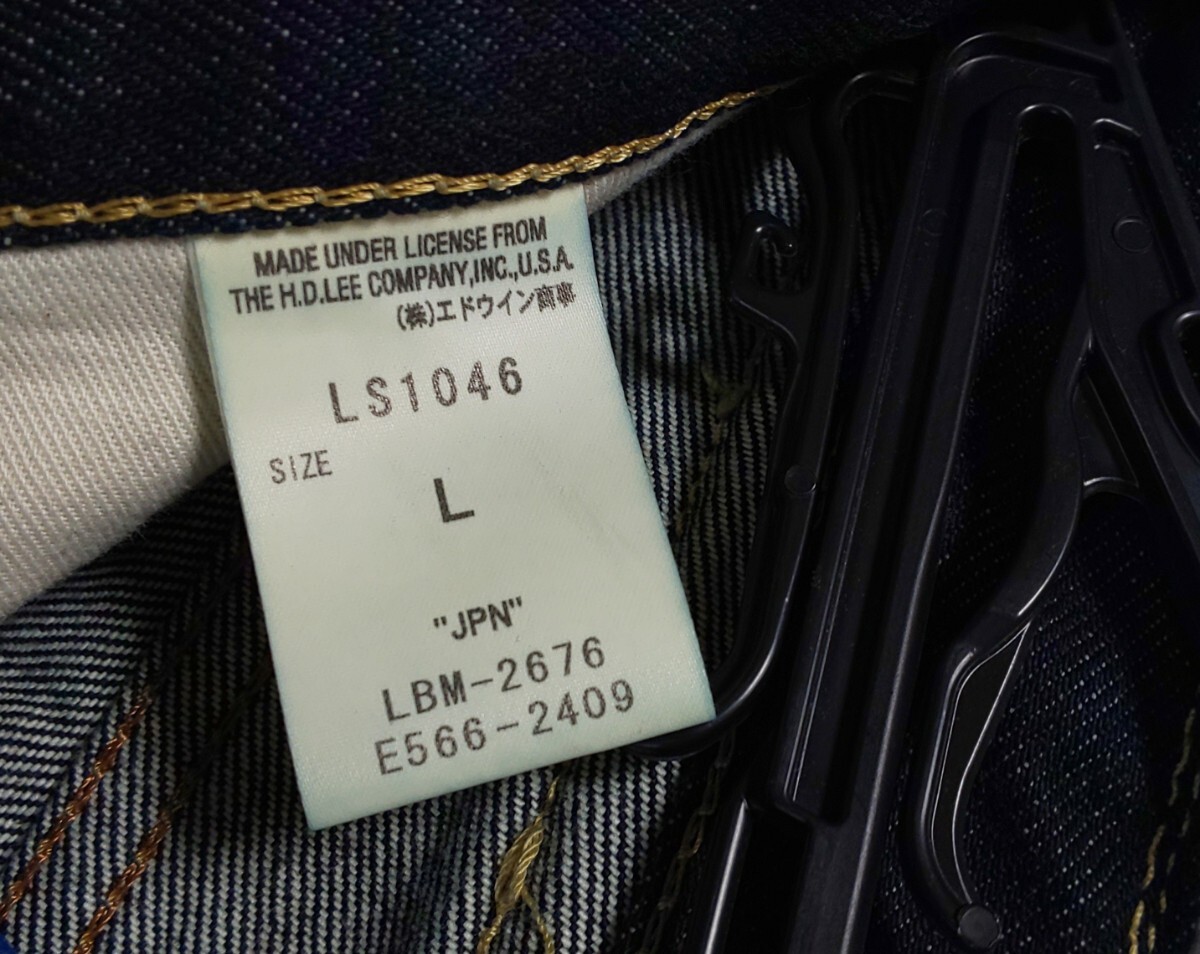 MADE UNDER LICENSE FROM
THE H.D.LEE COMPANY,INC.,U.S.A.
(株)エドウイン商事
LS1046
SIZE
L
"JPN"
LBM-2676
E566-2409